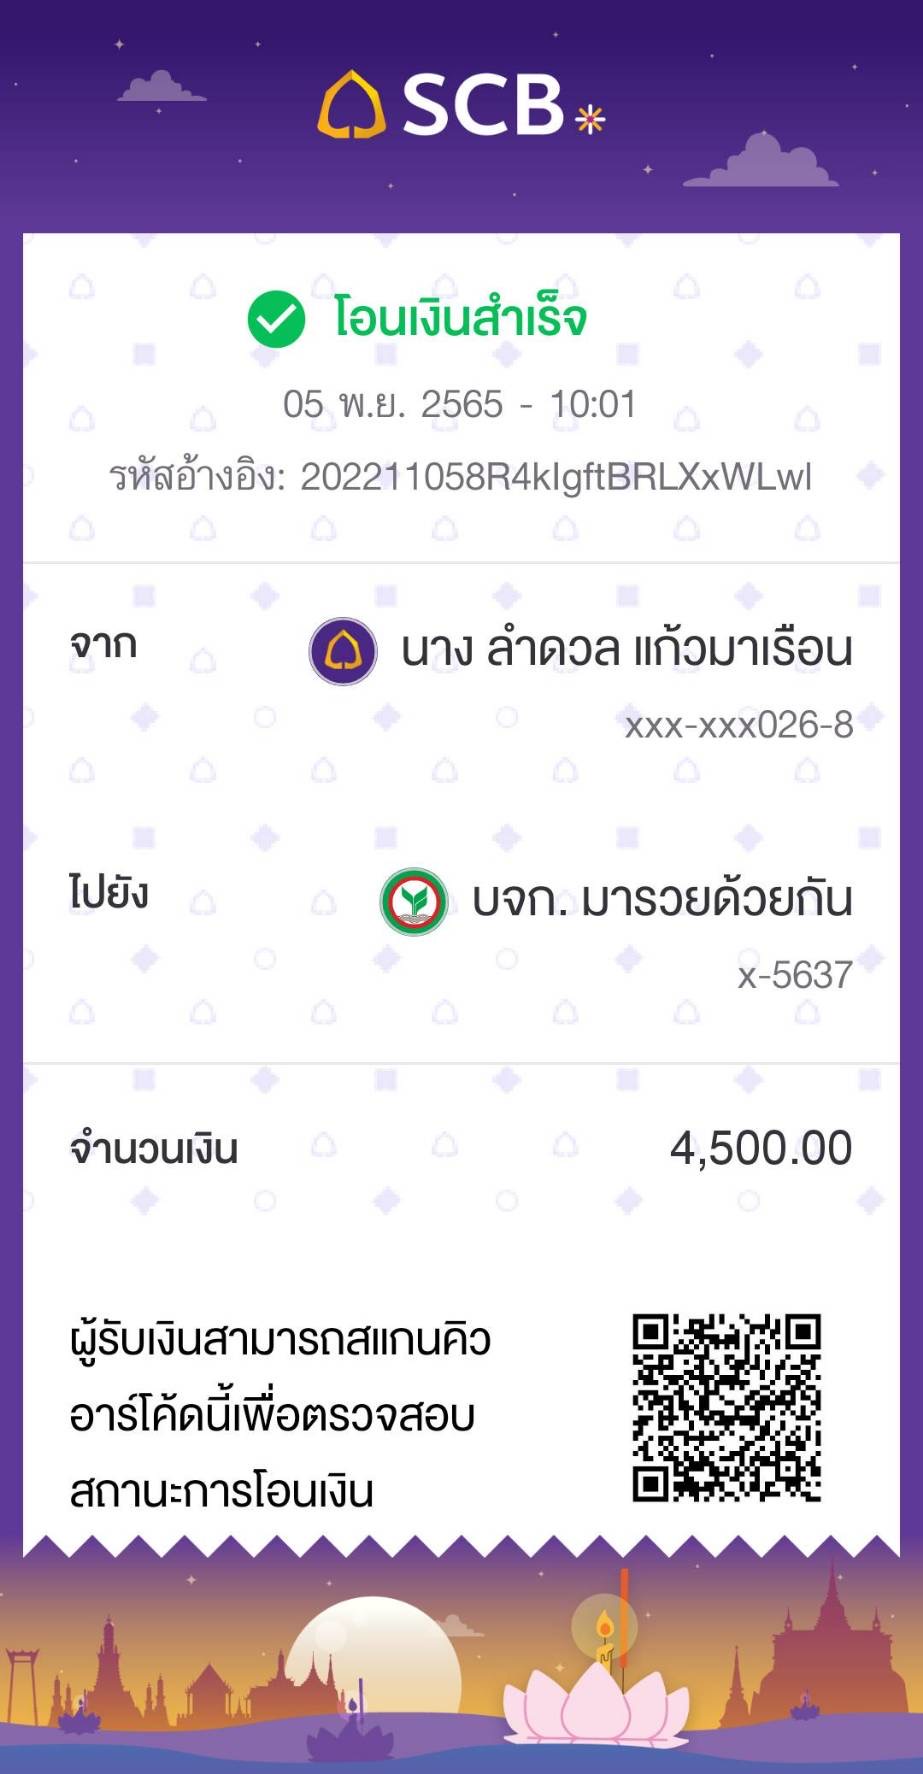 SCB
โอนเงินสำเร็จ
05 พ.ย. 2565 - 10:01
รหัสอ้างอิง: 202211058R4kIgftBRLXxWLwl
จาก
นาง ลำดวล แก้วมาเรือน
xxx-xxx026-8
ไปยัง
บจก. มารวยด้วยกัน
x-5637
จำนวนเงิน
4,500.00
ผู้รับเงินสามารถสแกนคิว
อาร์โค้ดนี้เพื่อตรวจสอบ
สถานะการโอนเงิน